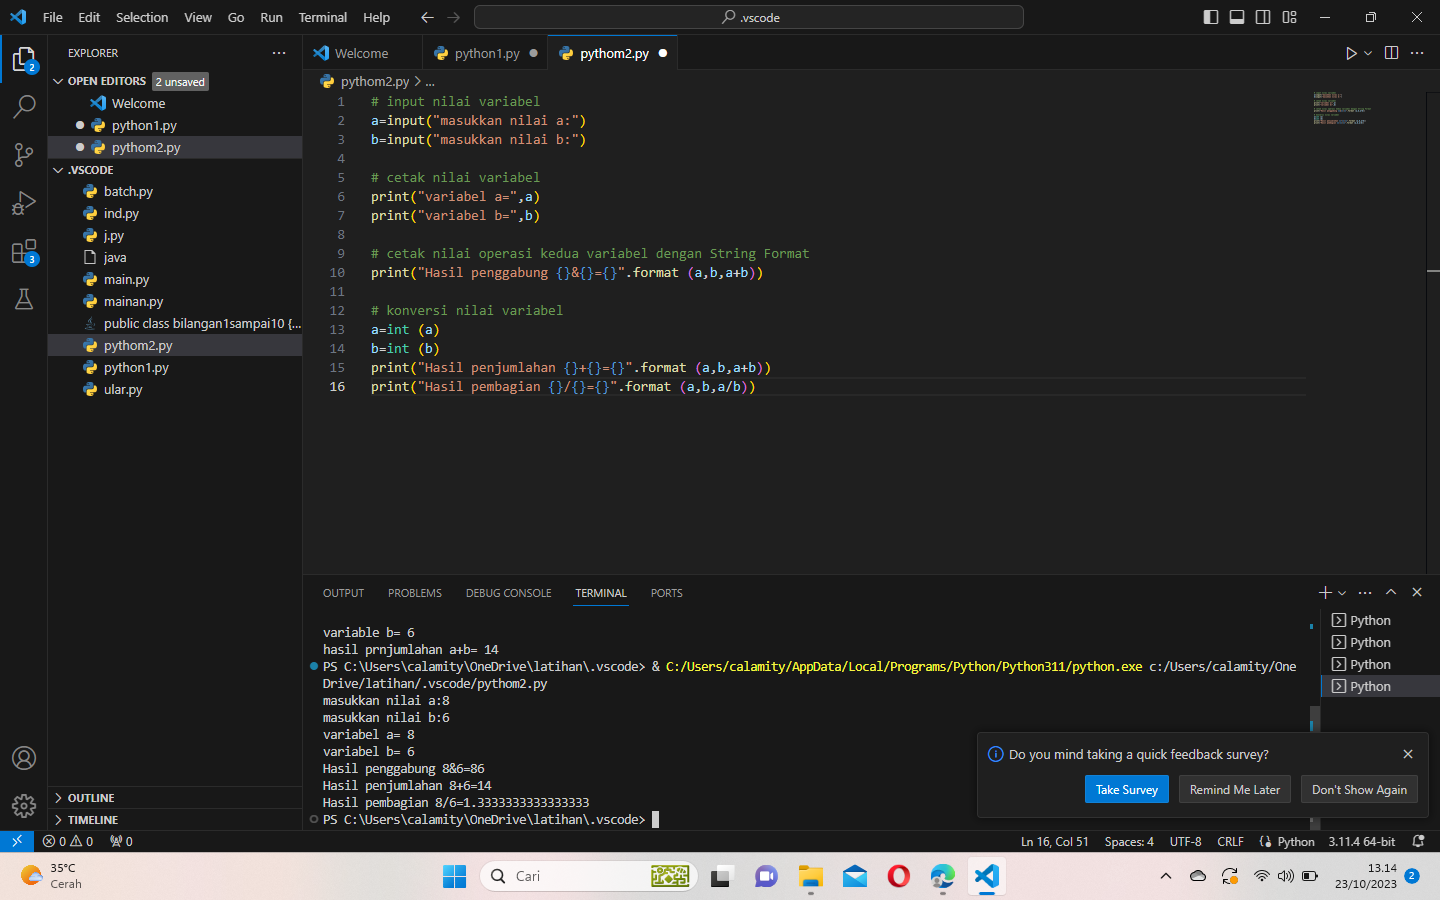 File Edit Selection View Go Run Terminal Help
.vscode
EXPLORER
OPEN EDITORS 2 unsaved
Welcome
python1.py
pythom2.py
.VSCODE
batch.py
ind.py
j.py
java
main.py
mainan.py
public class bilangan1sampai10 {...
pythom2.py
python1.py
ular.py
OUTLINE
TIMELINE
2
3
Welcome python1.py pythom2.py
pythom2.py > ...
1 # input nilai variabel
2 a=input("masukkan nilai a:")
3 b=input("masukkan nilai b:")
4
5 # cetak nilai variabel
6 print("variabel a=",a)
7 print("variabel b=",b)
8
9 # cetak nilai operasi kedua variabel dengan String Format
10 print("Hasil penggabung {}&{}={}".format (a,b,a+b))
11
12 # konversi nilai variabel
13 a=int (a)
14 b=int (b)
15 print("Hasil penjumlahan {}+{}={}".format (a,b,a+b))
16 print("Hasil pembagian {}/{}={}".format (a,b,a/b))
OUTPUT PROBLEMS DEBUG CONSOLE TERMINAL PORTS
variable b= 6
hasil prnjumlahan a+b= 14
PS C:\Users\calamity\OneDrive\latihan\.vscode> & C:/Users/calamity/AppData/Local/Programs/Python/Python311/python.exe c:/Users/calamity/One
Drive/latihan/.vscode/pythom2.py
masukkan nilai a:8
masukkan nilai b:6
variabel a= 8
variabel b= 6
Hasil penggabung 8&6=86
Hasil penjumlahan 8+6=14
Hasil pembagian 8/6=1.3333333333333333
PS C:\Users\calamity\OneDrive\latihan\.vscode>
Python
Python
Python
Python
Do you mind taking a quick feedback survey?
Take Survey Remind Me Later Don't Show Again
0 0 0 Ln 16, Col 51 Spaces: 4 UTF-8 CRLF Python 3.11.4 64-bit
35°C
Cerah
Cari
13.14
23/10/2023
2